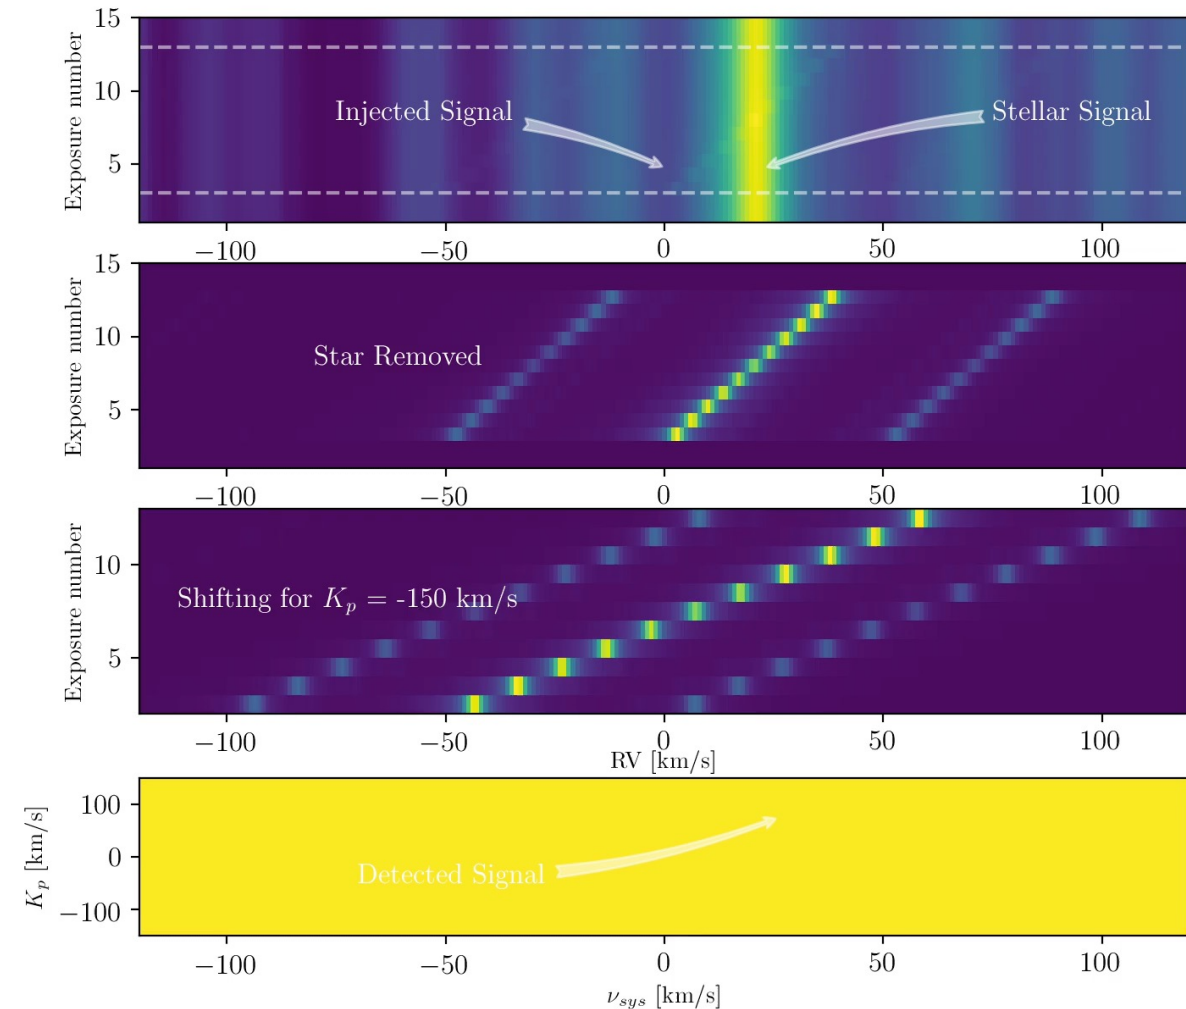 15
10
5
Exposure number
Injected Signal
Stellar Signal
−100
−50
0
50
100
15
10
5
Exposure number
Star Removed
−100
−50
0
50
100
10
5
Exposure number
Shifting for K_p = -150 km/s
−100
−50
0
50
100
RV [km/s]
100
0
−100
K_p [km/s]
Detected Signal
−100
−50
0
50
100
ν_sys [km/s]